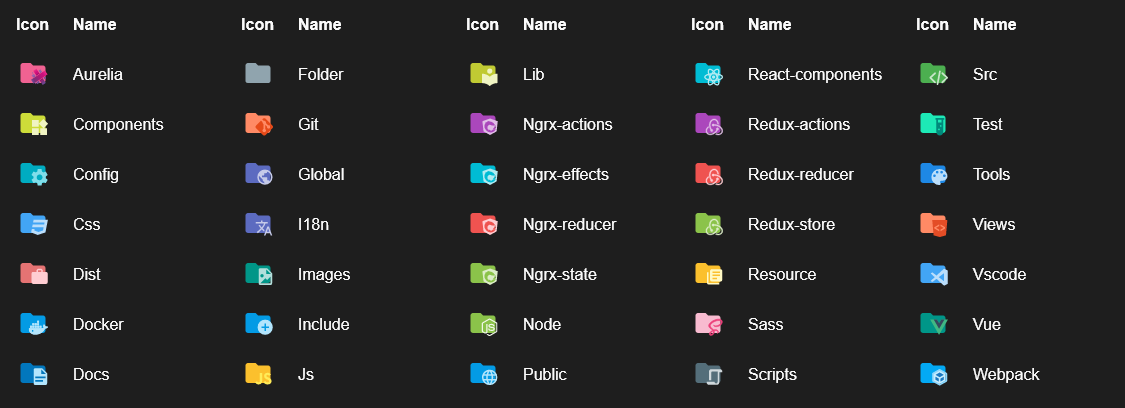 Icon Name Icon Name Icon Name Icon Name Icon Name
Aurelia Folder Lib React-components Src
Components Git Ngrx-actions Redux-actions Test
Config Global Ngrx-effects Redux-reducer Tools
Css I18n Ngrx-reducer Redux-store Views
Dist Images Ngrx-state Resource Vscode
Docker Include Node Sass Vue
Docs JS Js Public Scripts Webpack